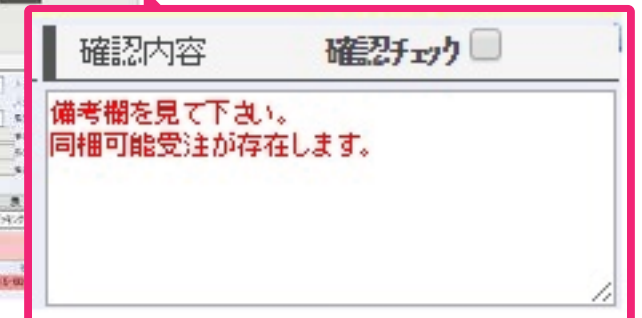 確認内容
確認チェック
備考欄を見て下さい。
同梱可能受注が存在します。